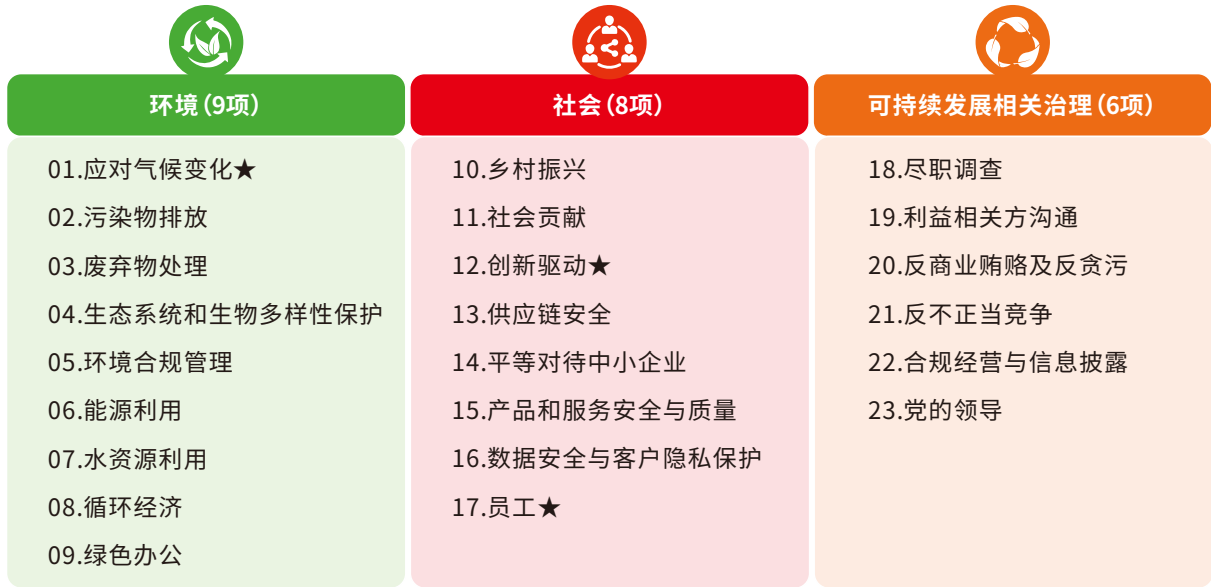 环境（9项）
01.应对气候变化★
02.污染物排放
03.废弃物处理
04.生态系统和生物多样性保护
05.环境合规管理
06.能源利用
07.水资源利用
08.循环经济
09.绿色办公
社会（8项）
10.乡村振兴
11.社会贡献
12.创新驱动★
13.供应链安全
14.平等对待中小企业
15.产品和服务安全与质量
16.数据安全与客户隐私保护
17.员工★
可持续发展相关治理（6项）
18.尽职调查
19.利益相关方沟通
20.反商业贿赂及反贪污
21.反不正当竞争
22.合规经营与信息披露
23.党的领导